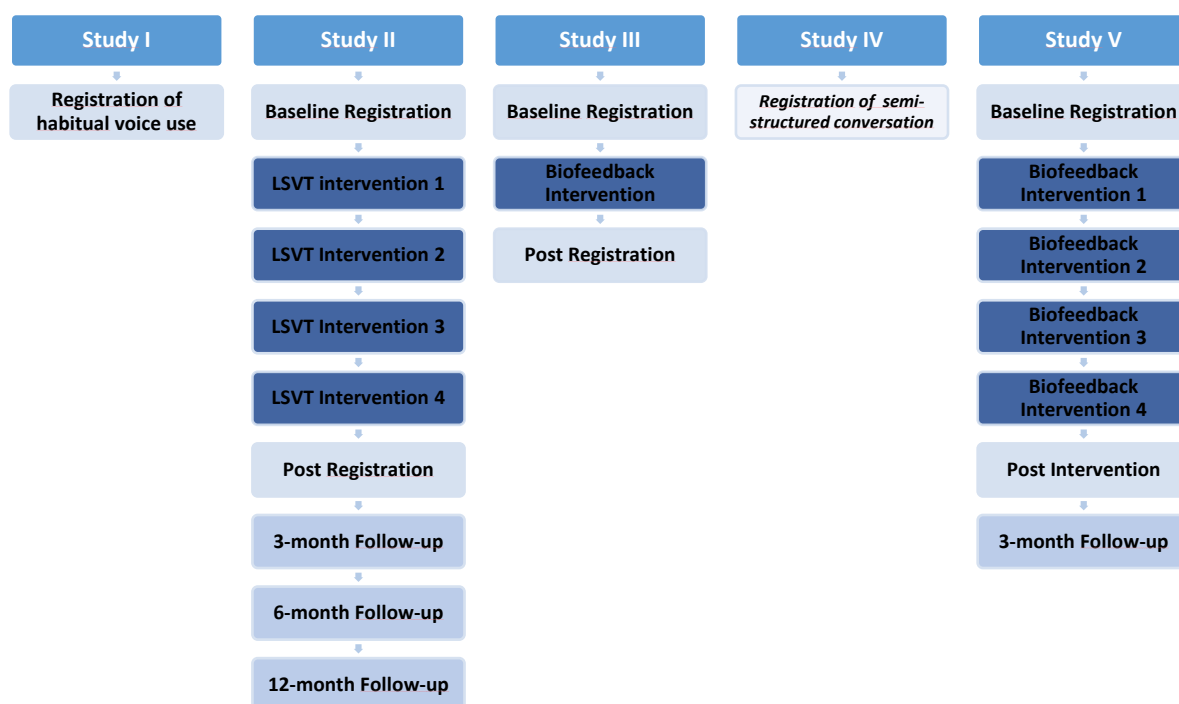 Study I
Registration of
habitual voice use
Study II
Baseline Registration
LSVT intervention 1
LSVT Intervention 2
LSVT Intervention 3
LSVT Intervention 4
Post Registration
3-month Follow-up
6-month Follow-up
12-month Follow-up
Study III
Baseline Registration
Biofeedback
Intervention
Post Registration
Study IV
Registration of semi-
structured conversation
Study V
Baseline Registration
Biofeedback
Intervention 1
Biofeedback
Intervention 2
Biofeedback
Intervention 3
Biofeedback
Intervention 4
Post Intervention
3-month Follow-up